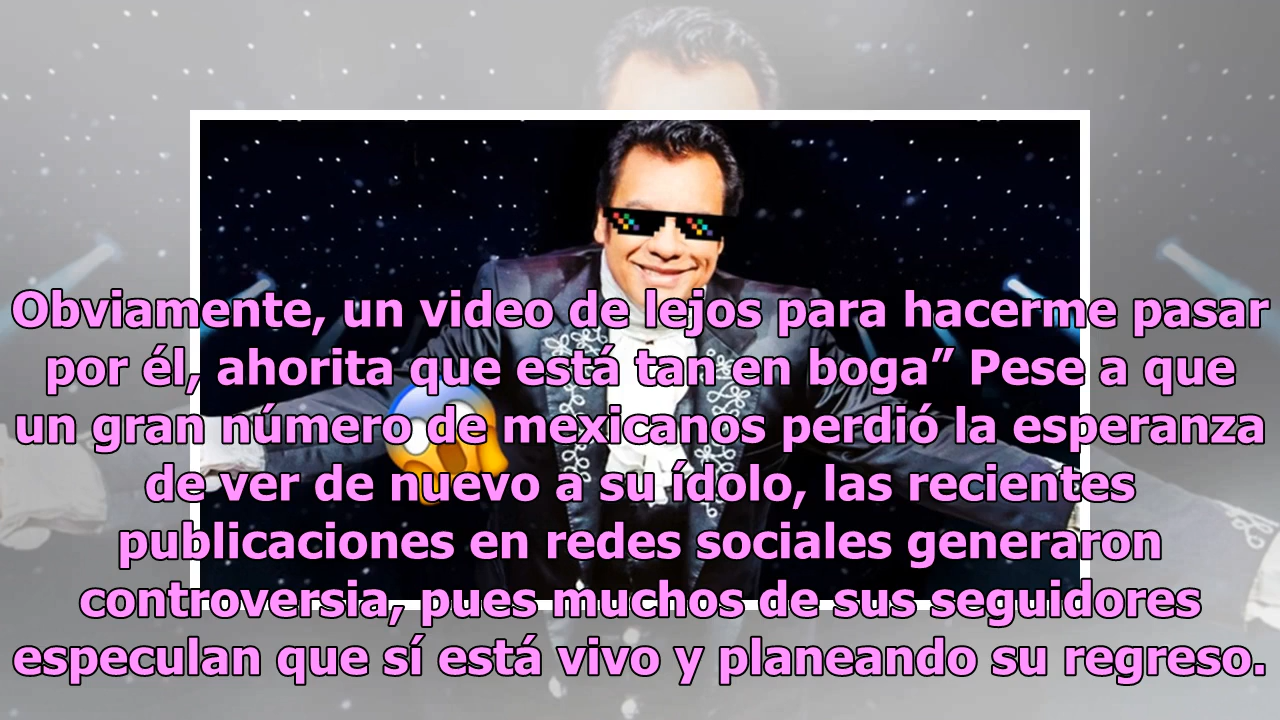 Obviamente, un video de lejos para hacerme pasar
por él, ahorita que está tan en boga” Pese a que
un gran número de mexicanos perdió la esperanza
de ver de nuevo a su ídolo, las recientes
publicaciones en redes sociales generaron
controversia, pues muchos de sus seguidores
especulan que sí está vivo y planeando su regreso.